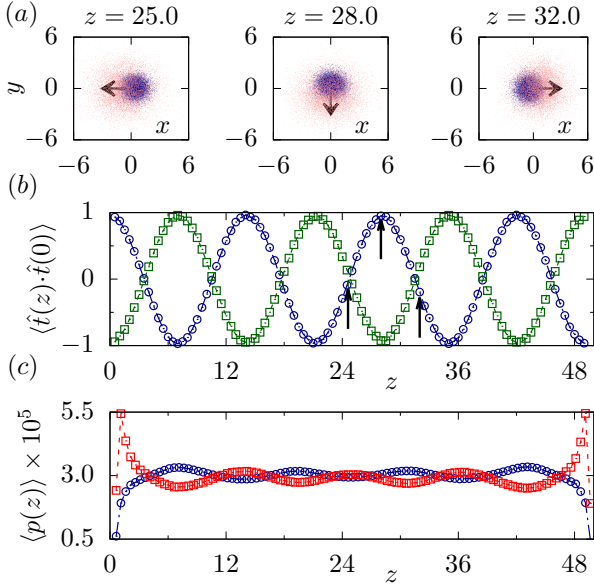 (a) z = 25.0 z = 28.0 z = 32.0
6
y 0
−6
x x x
−6 0 6 −6 0 6 −6 0 6
(b)
1
⟨t̂(z)·t̂(0)⟩ 0
−1
0 12 24 36 48
z
(c)
5.5
⟨p(z)⟩ × 10⁵ 3.0
0.5
0 12 24 36 48
z